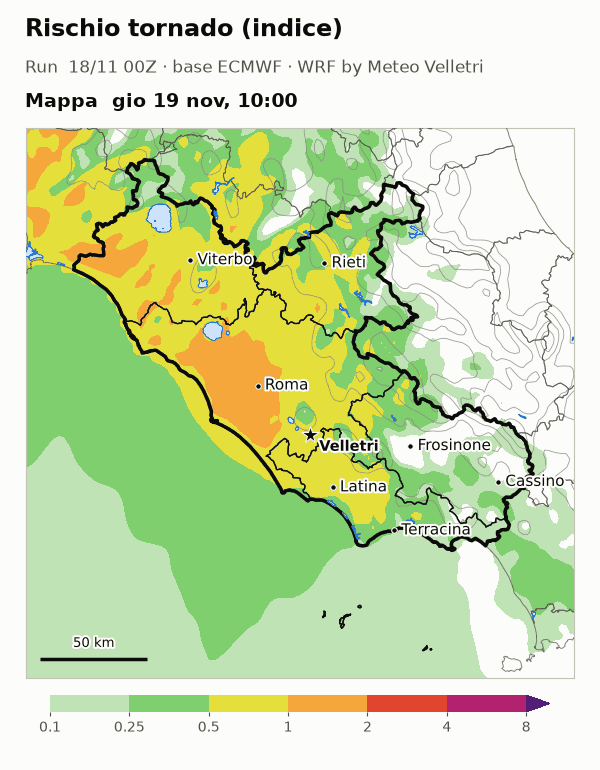 Rischio tornado (indice)
Run  18/11 00Z · base ECMWF · WRF by Meteo Velletri
Mappa  gio 19 nov, 10:00
Viterbo
Rieti
Roma
Velletri
Frosinone
Latina
Cassino
Terracina
50 km
0.1 0.25 0.5 1 2 4 8